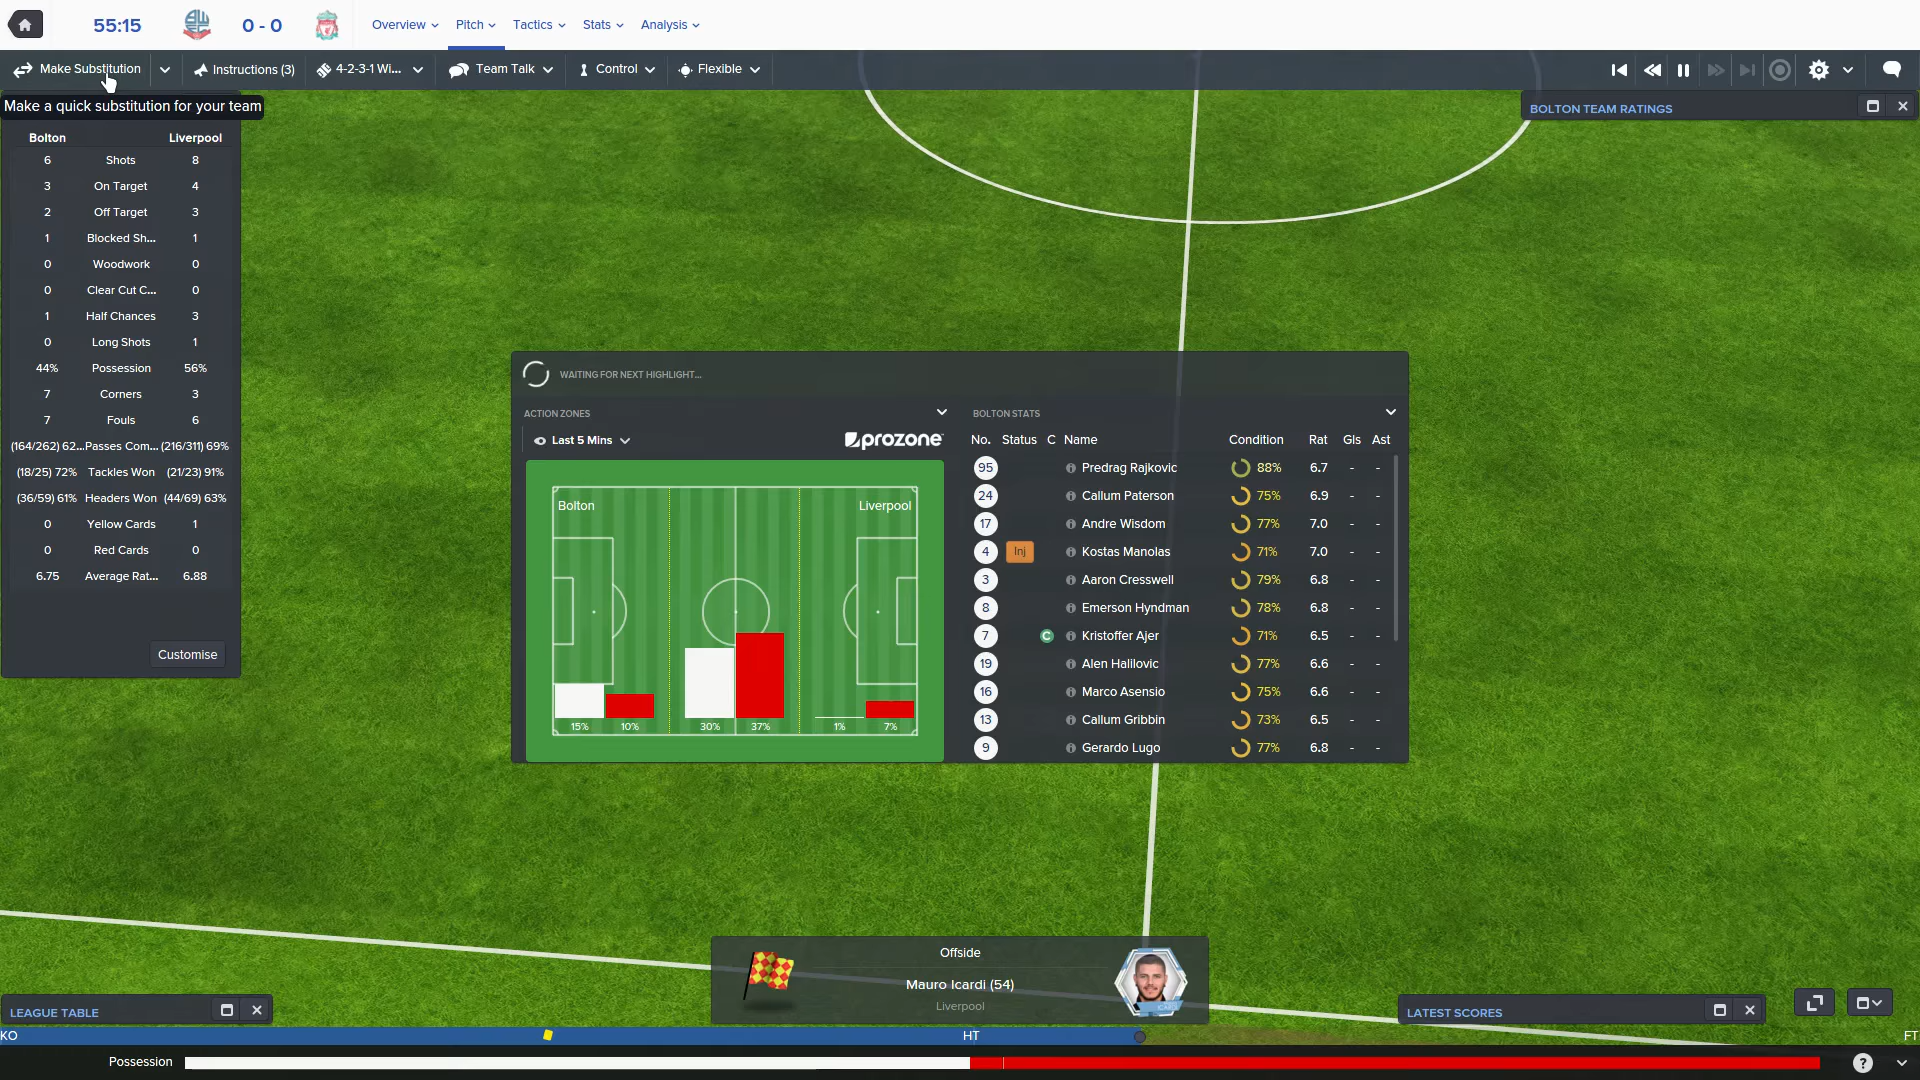 55:15
0 - 0
Overview
Pitch
Tactics
Stats
Analysis
Make Substitution
Instructions (3)
4-2-3-1 Wi...
Team Talk
Control
Flexible
Make a quick substitution for your team
BOLTON TEAM RATINGS
Bolton Liverpool
6 Shots 8
3 On Target 4
2 Off Target 3
1 Blocked Sh... 1
0 Woodwork 0
0 Clear Cut C... 0
1 Half Chances 3
0 Long Shots 1
44% Possession 56%
7 Corners 3
7 Fouls 6
(164/262) 62... Passes Com... (216/311) 69%
(18/25) 72% Tackles Won (21/23) 91%
(36/59) 61% Headers Won (44/69) 63%
0 Yellow Cards 1
0 Red Cards 0
6.75 Average Rat... 6.88
Customise
WAITING FOR NEXT HIGHLIGHT...
ACTION ZONES
Last 5 Mins
prozone
Bolton Liverpool
15% 10% 30% 37% 1% 7%
BOLTON STATS
No. Status C Name Condition Rat Gls Ast
95 Predrag Rajkovic 88% 6.7 - -
24 Callum Paterson 75% 6.9 - -
17 Andre Wisdom 77% 7.0 - -
4 Inj Kostas Manolas 71% 7.0 - -
3 Aaron Cresswell 79% 6.8 - -
8 Emerson Hyndman 78% 6.8 - -
7 C Kristoffer Ajer 71% 6.5 - -
19 Alen Halilovic 77% 6.6 - -
16 Marco Asensio 75% 6.6 - -
13 Callum Gribbin 73% 6.5 - -
9 Gerardo Lugo 77% 6.8 - -
Offside
Mauro Icardi (54)
Liverpool
LEAGUE TABLE
LATEST SCORES
KO HT FT
Possession
?